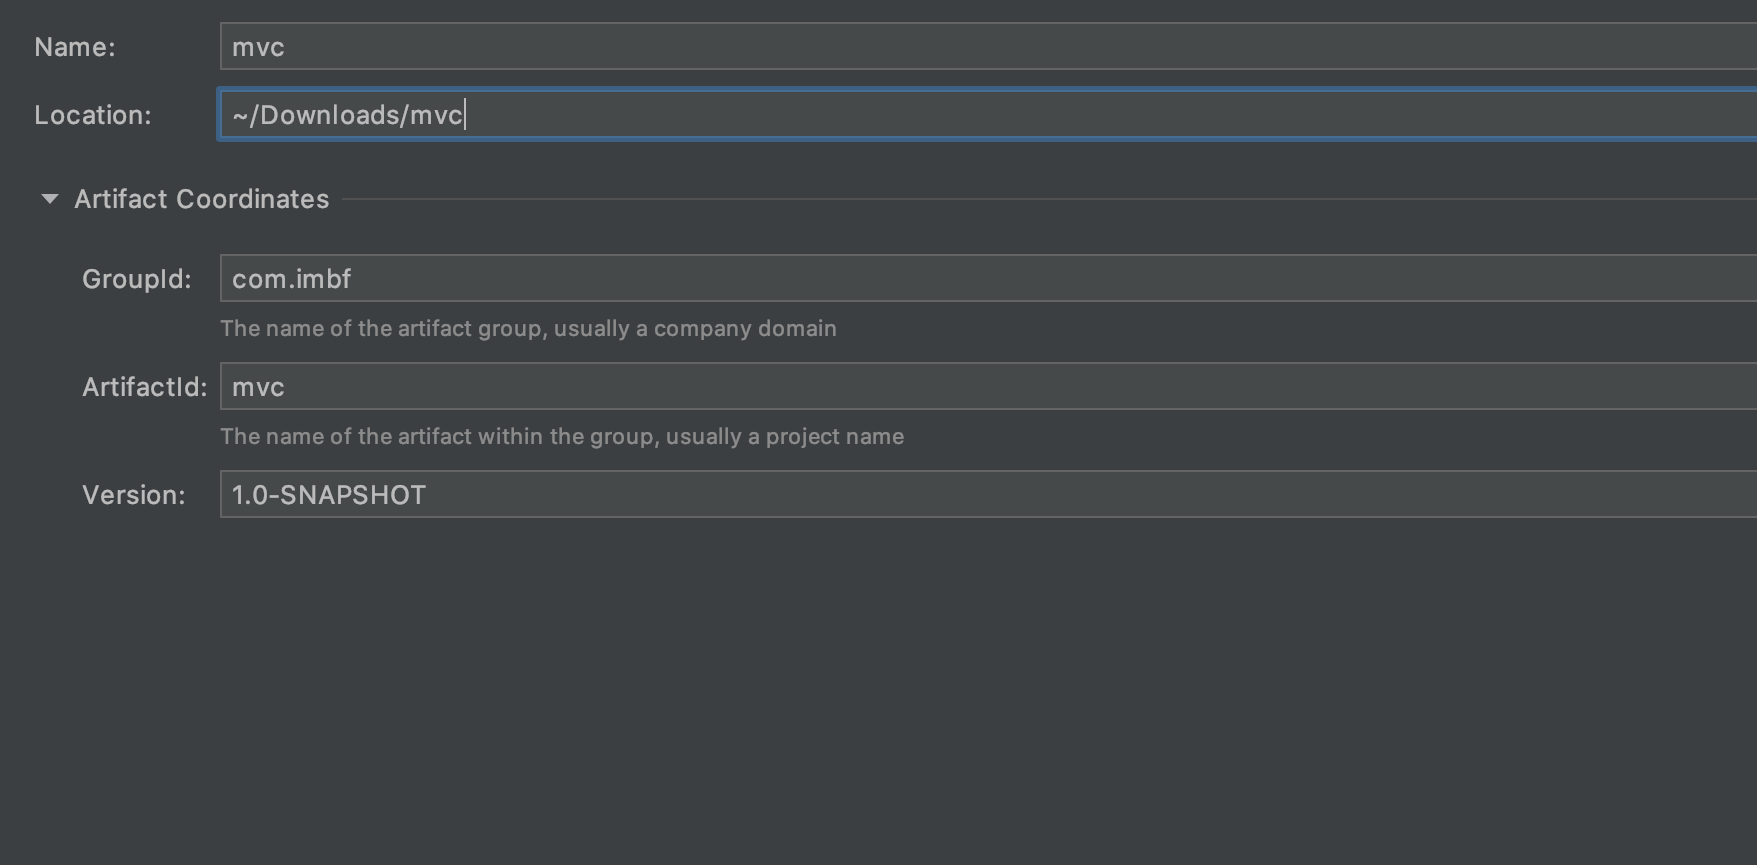 Name: mvc
Location: ~/Downloads/mvc
Artifact Coordinates
GroupId: com.imbf
The name of the artifact group, usually a company domain
ArtifactId: mvc
The name of the artifact within the group, usually a project name
Version: 1.0-SNAPSHOT